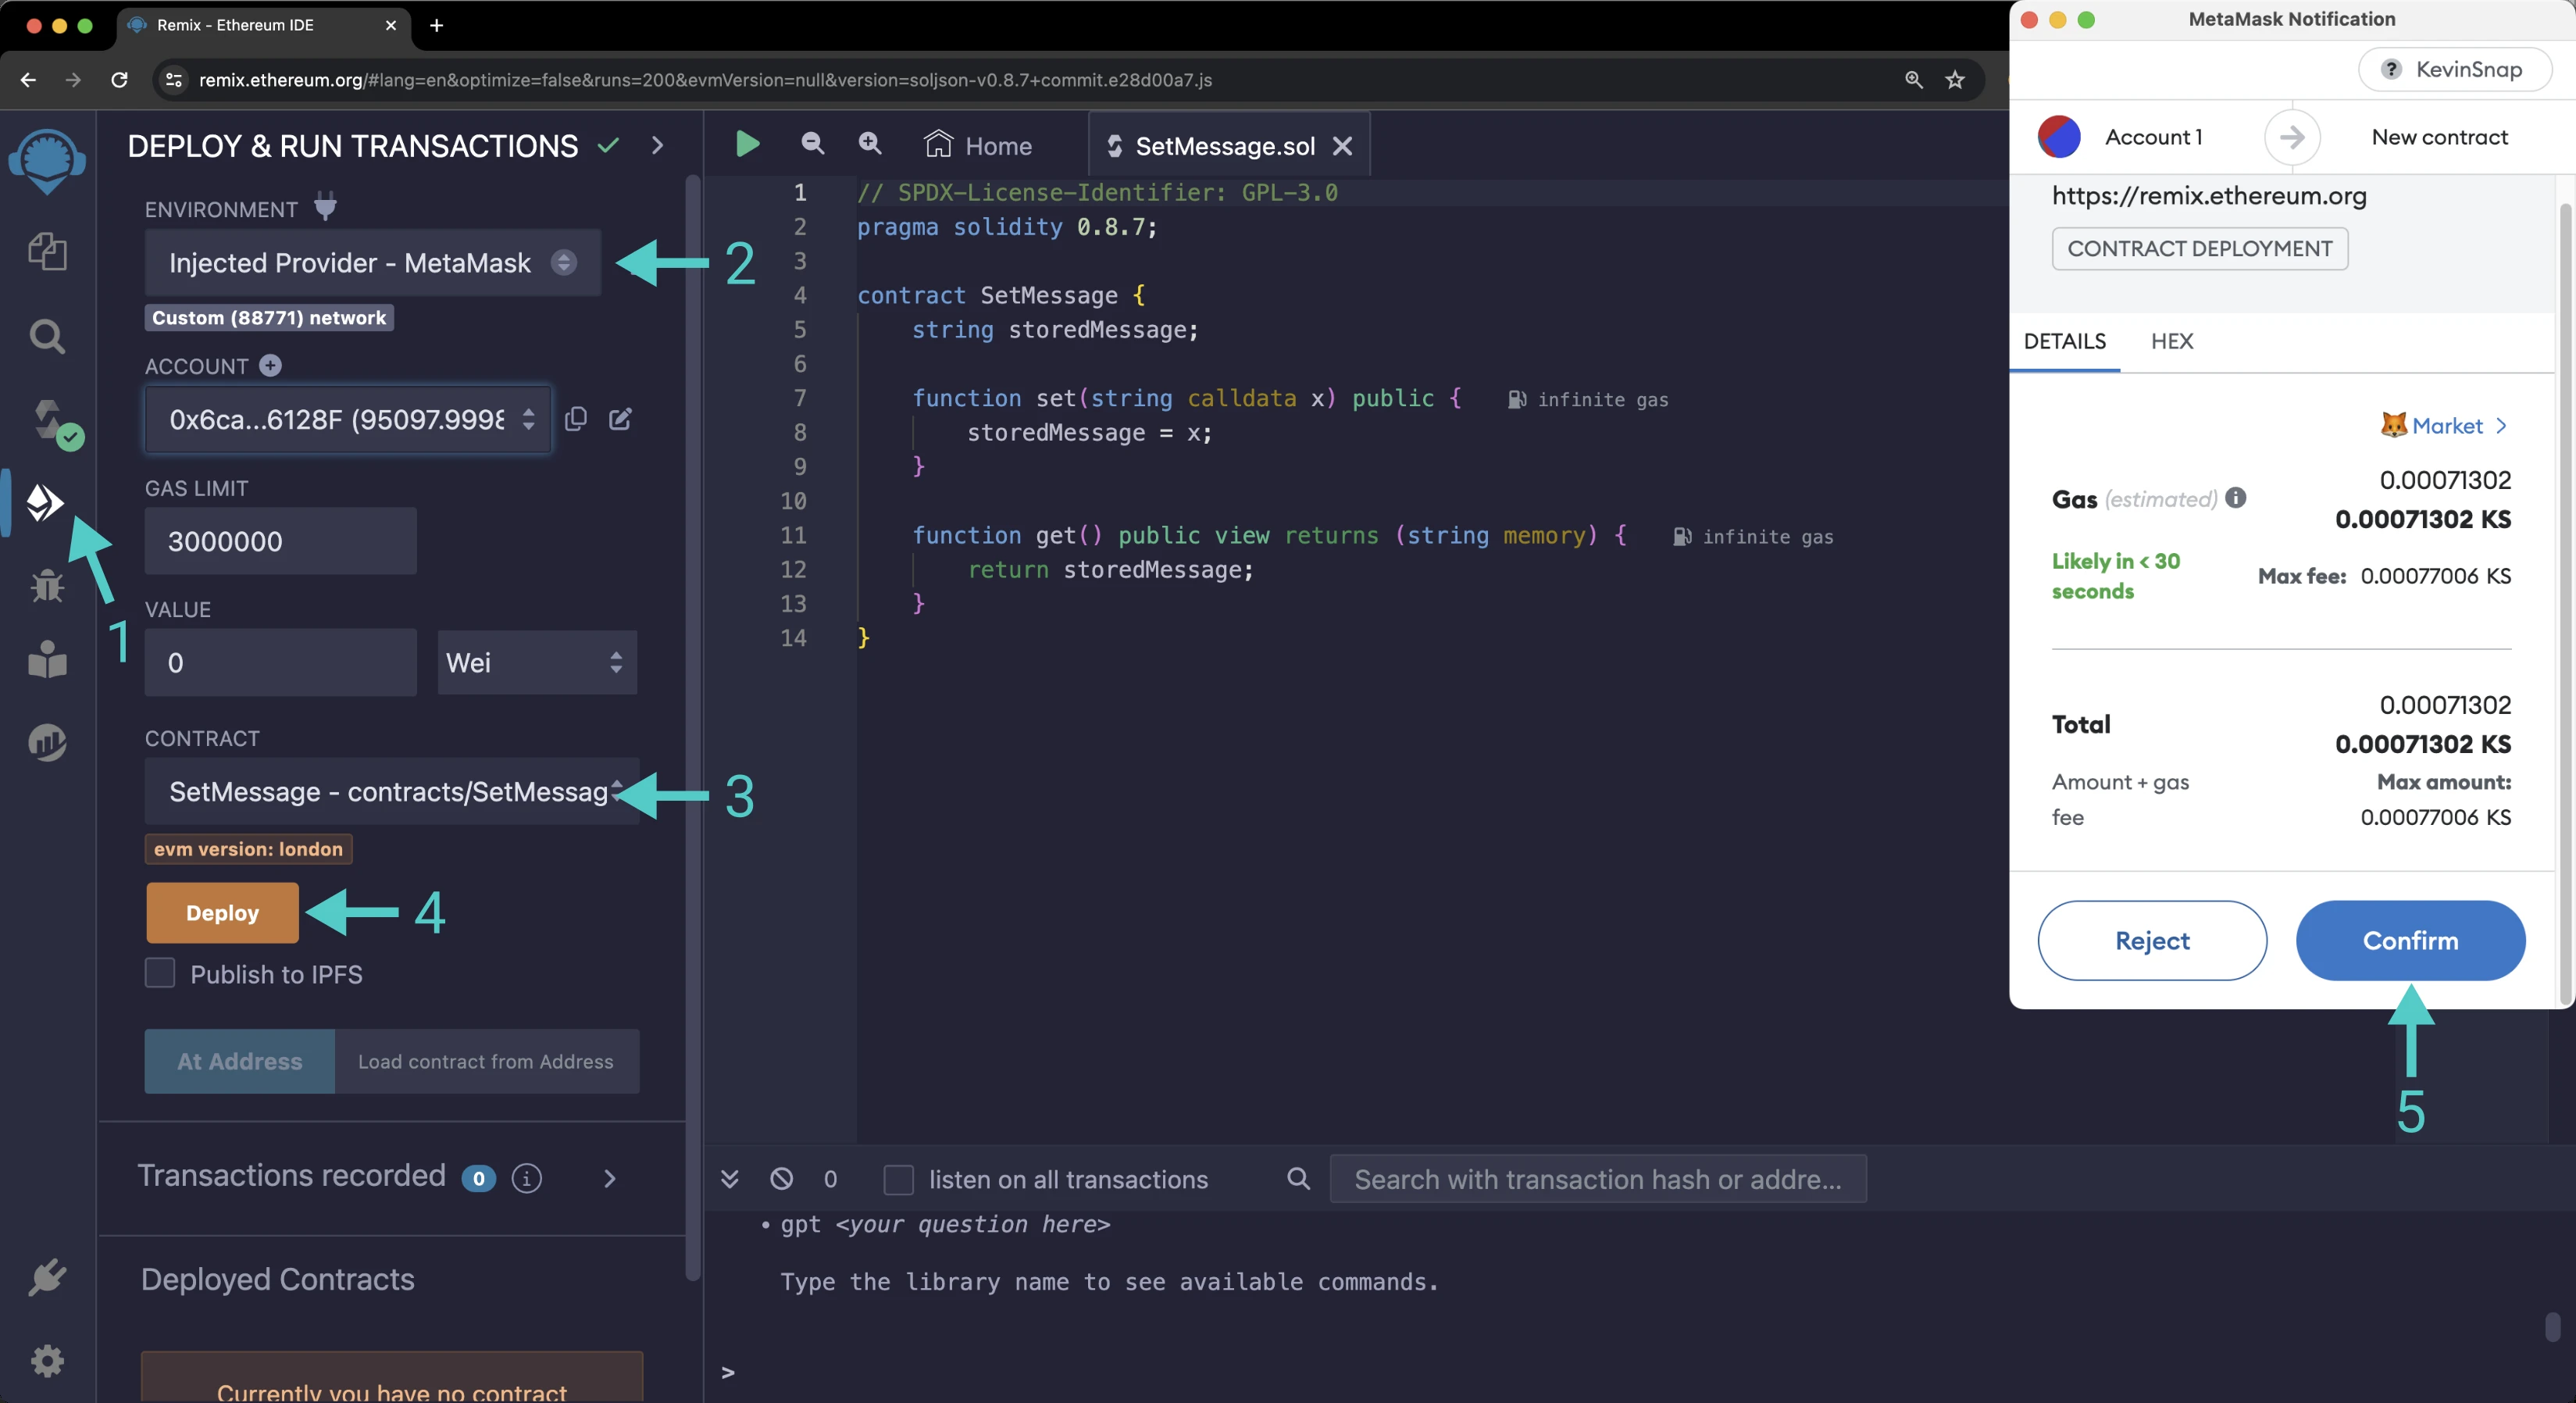 Remix - Ethereum IDE
remix.ethereum.org/#lang=en&optimize=false&runs=200&evmVersion=null&version=soljson-v0.8.7+commit.e28d00a7.js
DEPLOY & RUN TRANSACTIONS
ENVIRONMENT
Injected Provider - MetaMask
2
Custom (88771) network
ACCOUNT
0x6ca...6128F (95097.9998
GAS LIMIT
3000000
1
VALUE
0
Wei
CONTRACT
SetMessage - contracts/SetMessag
3
evm version: london
Deploy
4
Publish to IPFS
At Address
Load contract from Address
Transactions recorded 0 i
Deployed Contracts
Currently you have no contract
Home
SetMessage.sol
1 // SPDX-License-Identifier: GPL-3.0
2 pragma solidity 0.8.7;
3
4 contract SetMessage {
5 string storedMessage;
6
7 function set(string calldata x) public { infinite gas
8 storedMessage = x;
9 }
10
11 function get() public view returns (string memory) { infinite gas
12 return storedMessage;
13 }
14 }
0
listen on all transactions
Search with transaction hash or addre...
• gpt <your question here>
Type the library name to see available commands.
>
MetaMask Notification
? KevinSnap
Account 1
New contract
https://remix.ethereum.org
CONTRACT DEPLOYMENT
DETAILS
HEX
Market >
0.00071302
Gas (estimated) i
0.00071302 KS
Likely in < 30
seconds
Max fee: 0.00077006 KS
0.00071302
Total
0.00071302 KS
Amount + gas
fee
Max amount:
0.00077006 KS
Reject
Confirm
5